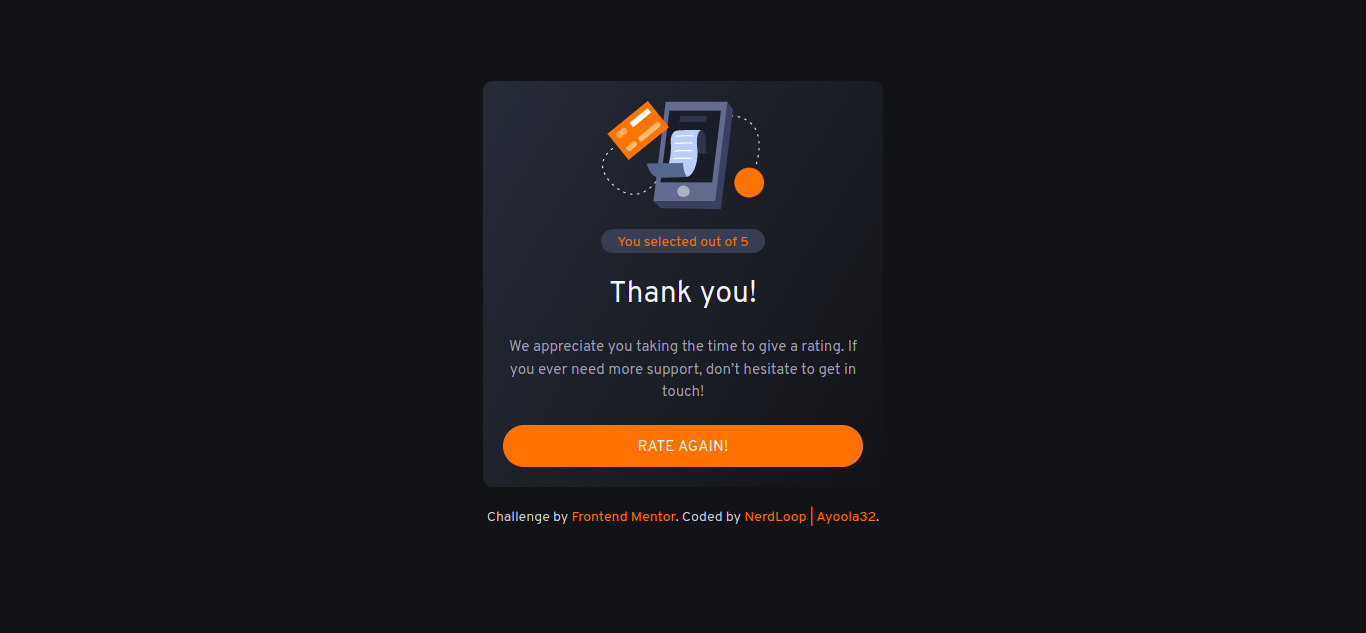 You selected out of 5
Thank you!
We appreciate you taking the time to give a rating. If
you ever need more support, don't hesitate to get in
touch!
RATE AGAIN!
Challenge by Frontend Mentor. Coded by NerdLoop | Ayoola32.